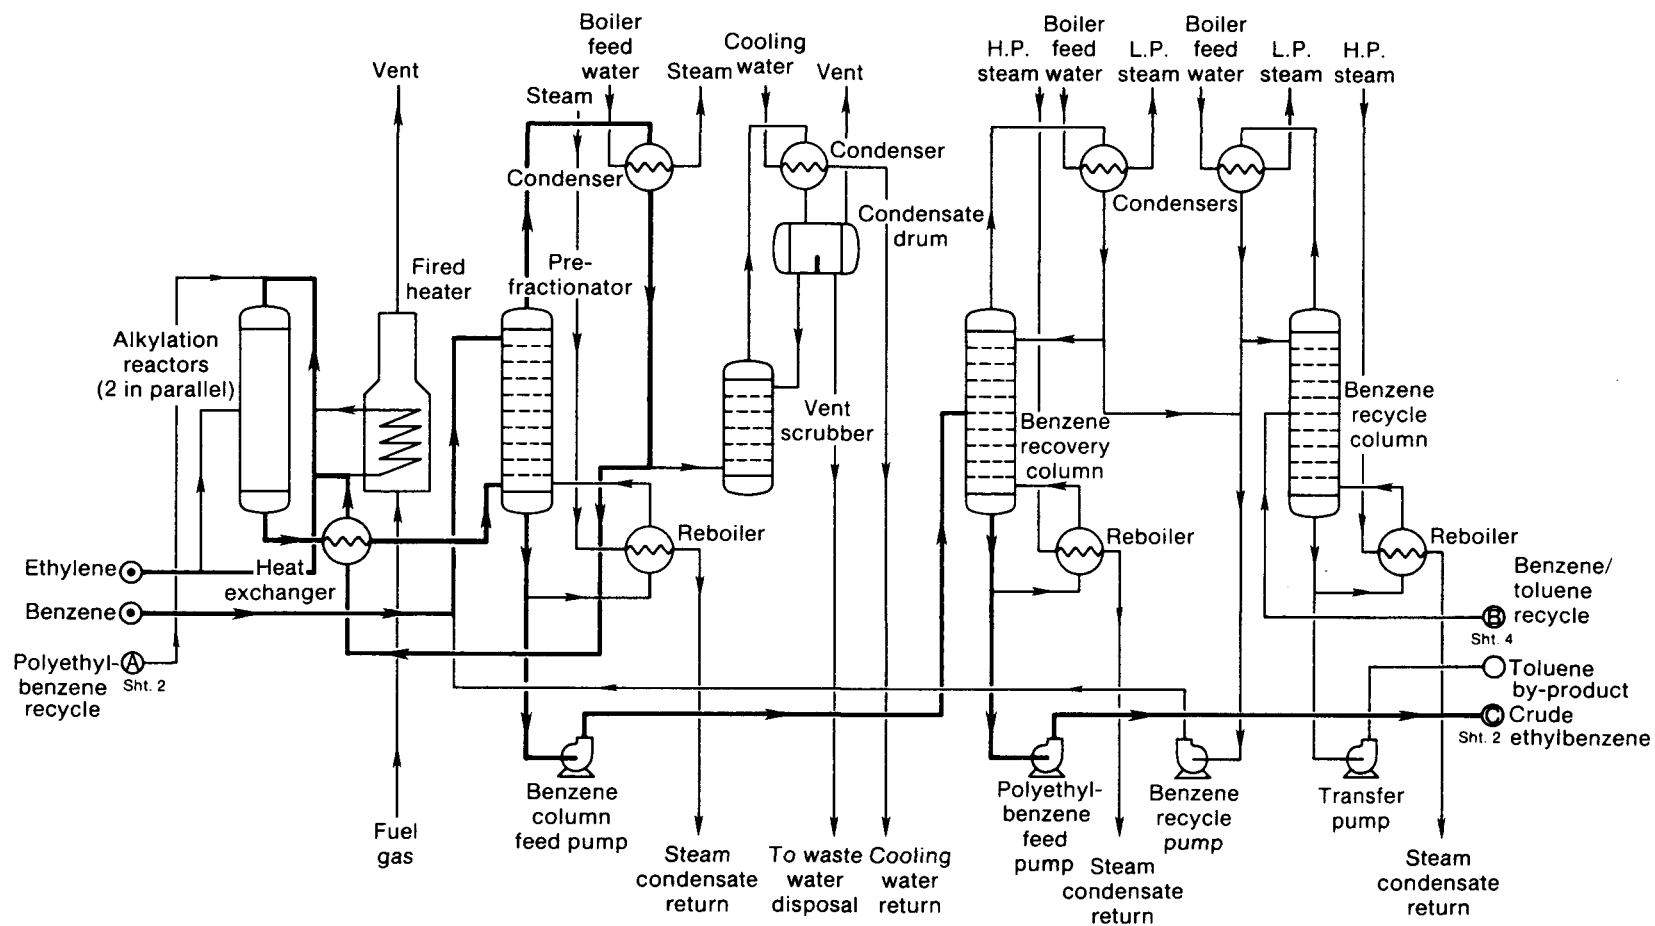 Boiler
feed
water
Steam
Cooling
water
Vent
Vent
Steam
H.P.
steam
Boiler
feed
water
L.P.
steam
Boiler
feed
water
L.P.
steam
H.P.
steam
Condenser
Condenser
Condensers
Condensate
drum
Fired
heater
Pre-
fractionator
Alkylation
reactors
(2 in parallel)
Vent
scrubber
Benzene
recovery
column
Benzene
recycle
column
Reboiler
Reboiler
Reboiler
Ethylene
Heat
exchanger
Benzene
Polyethyl-
benzene
recycle
A
Sht. 2
Benzene/
toluene
recycle
B
Sht. 4
Toluene
by-product
C
Crude
ethylbenzene
Sht. 2
Fuel
gas
Benzene
column
feed pump
Steam
condensate
return
To waste
water
disposal
Cooling
water
return
Polyethyl-
benzene
feed
pump
Steam
condensate
return
Benzene
recycle
pump
Transfer
pump
Steam
condensate
return